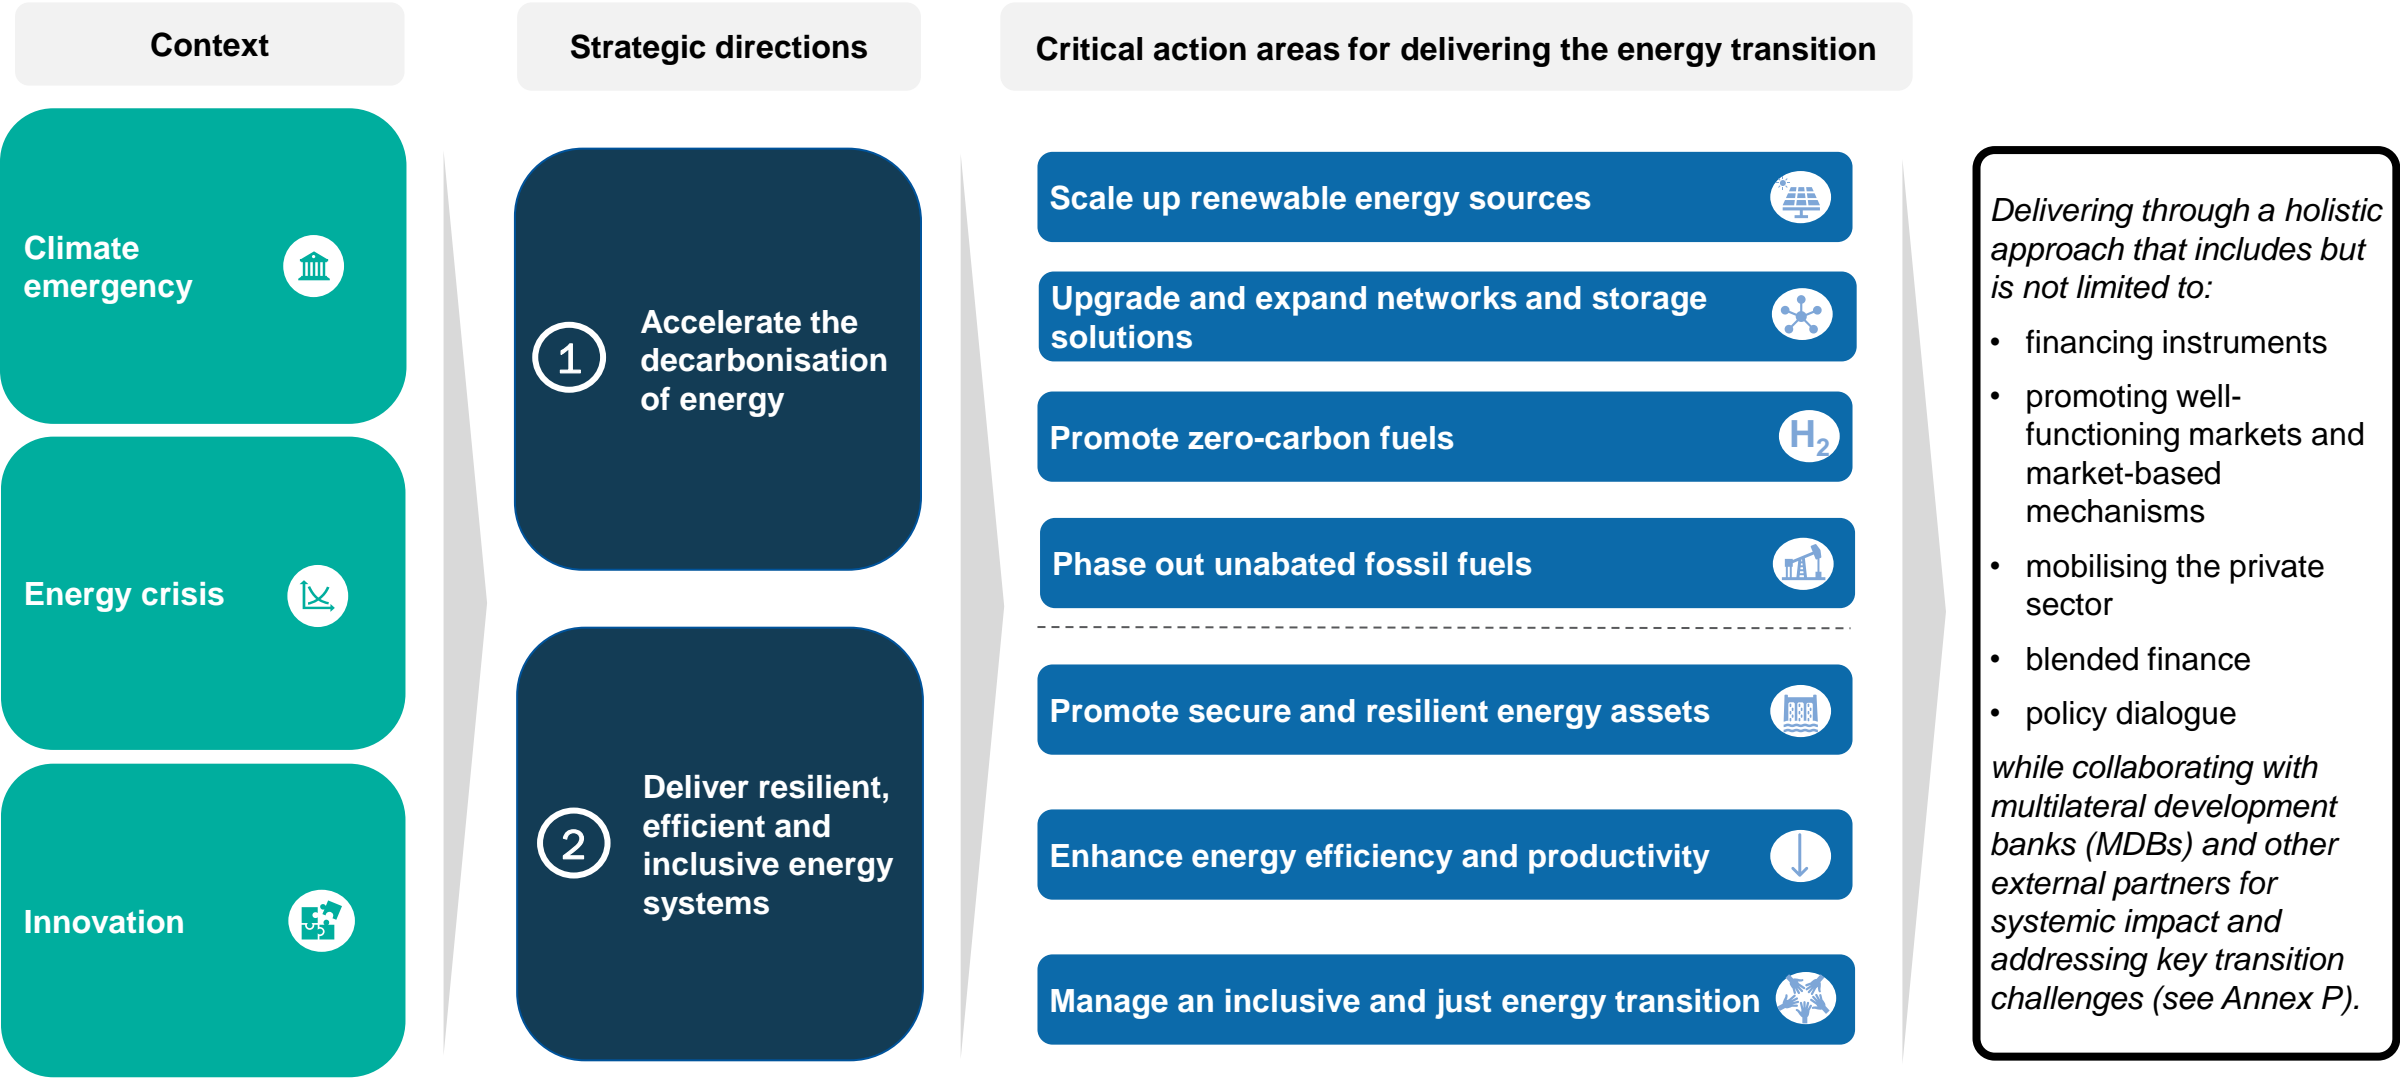 Context
Strategic directions
Critical action areas for delivering the energy transition
Climate
emergency
Energy crisis
Innovation
1
Accelerate the
decarbonisation
of energy
2
Deliver resilient,
efficient and
inclusive energy
systems
Scale up renewable energy sources
Upgrade and expand networks and storage
solutions
Promote zero-carbon fuels
H2
Phase out unabated fossil fuels
Promote secure and resilient energy assets
Enhance energy efficiency and productivity
Manage an inclusive and just energy transition
Delivering through a holistic
approach that includes but
is not limited to:
• financing instruments
• promoting well-
functioning markets and
market-based
mechanisms
• mobilising the private
sector
• blended finance
• policy dialogue
while collaborating with
multilateral development
banks (MDBs) and other
external partners for
systemic impact and
addressing key transition
challenges (see Annex P).